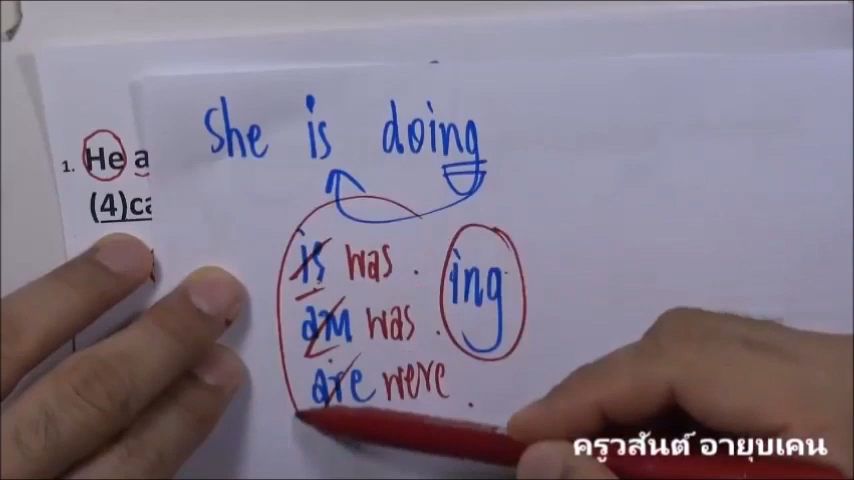 She is doing
1. He a
(4)ca
is was . ing
am was .
are were .
ครูวสันต์ อายุบเคน